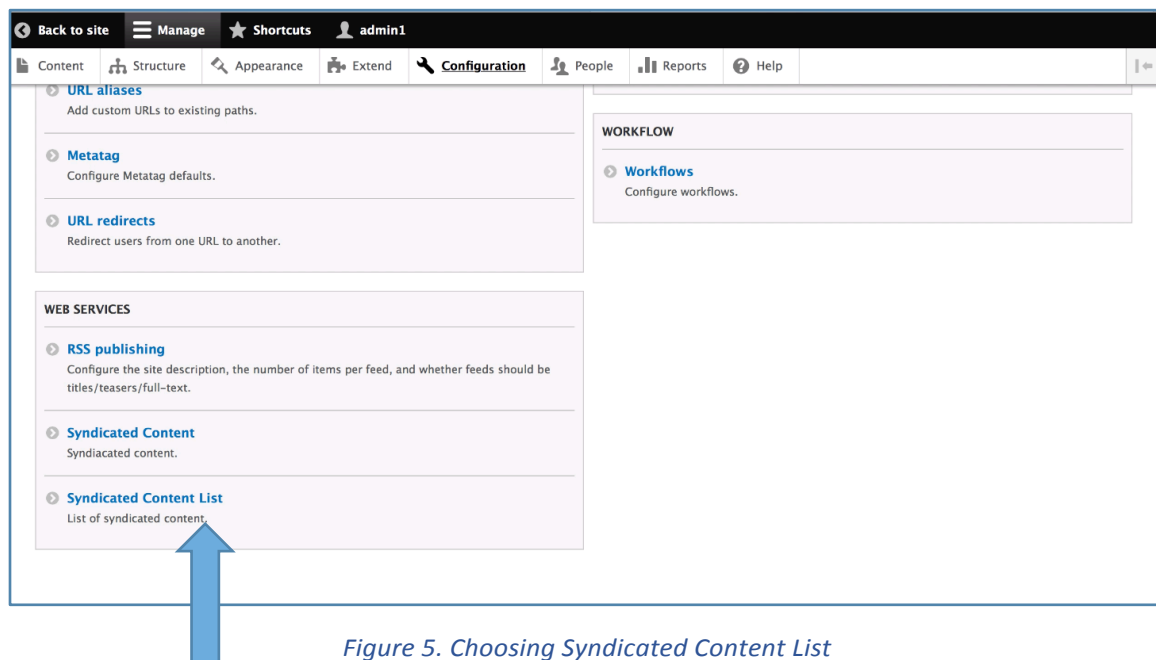 Back to site Manage Shortcuts admin1
Content Structure Appearance Extend Configuration People Reports Help
URL aliases
Add custom URLs to existing paths.
Metatag
Configure Metatag defaults.
URL redirects
Redirect users from one URL to another.
WORKFLOW
Workflows
Configure workflows.
WEB SERVICES
RSS publishing
Configure the site description, the number of items per feed, and whether feeds should be
titles/teasers/full-text.
Syndicated Content
Syndiacated content.
Syndicated Content List
List of syndicated content.
Figure 5. Choosing Syndicated Content List